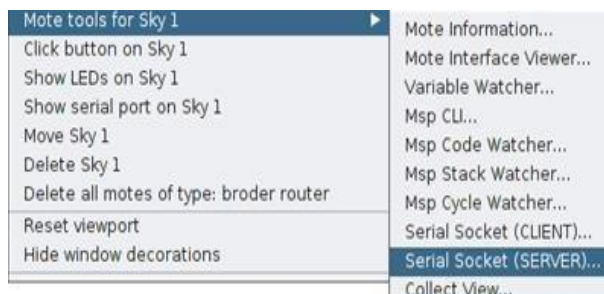 Mote tools for Sky 1
Click button on Sky 1
Show LEDs on Sky 1
Show serial port on Sky 1
Move Sky 1
Delete Sky 1
Delete all motes of type: broder router
Reset viewport
Hide window decorations
Mote Information...
Mote Interface Viewer...
Variable Watcher...
Msp CLI...
Msp Code Watcher...
Msp Stack Watcher...
Msp Cycle Watcher...
Serial Socket (CLIENT)...
Serial Socket (SERVER)...
Collect View...